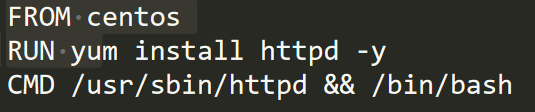 FROM centos
RUN yum install httpd -y
CMD /usr/sbin/httpd && /bin/bash